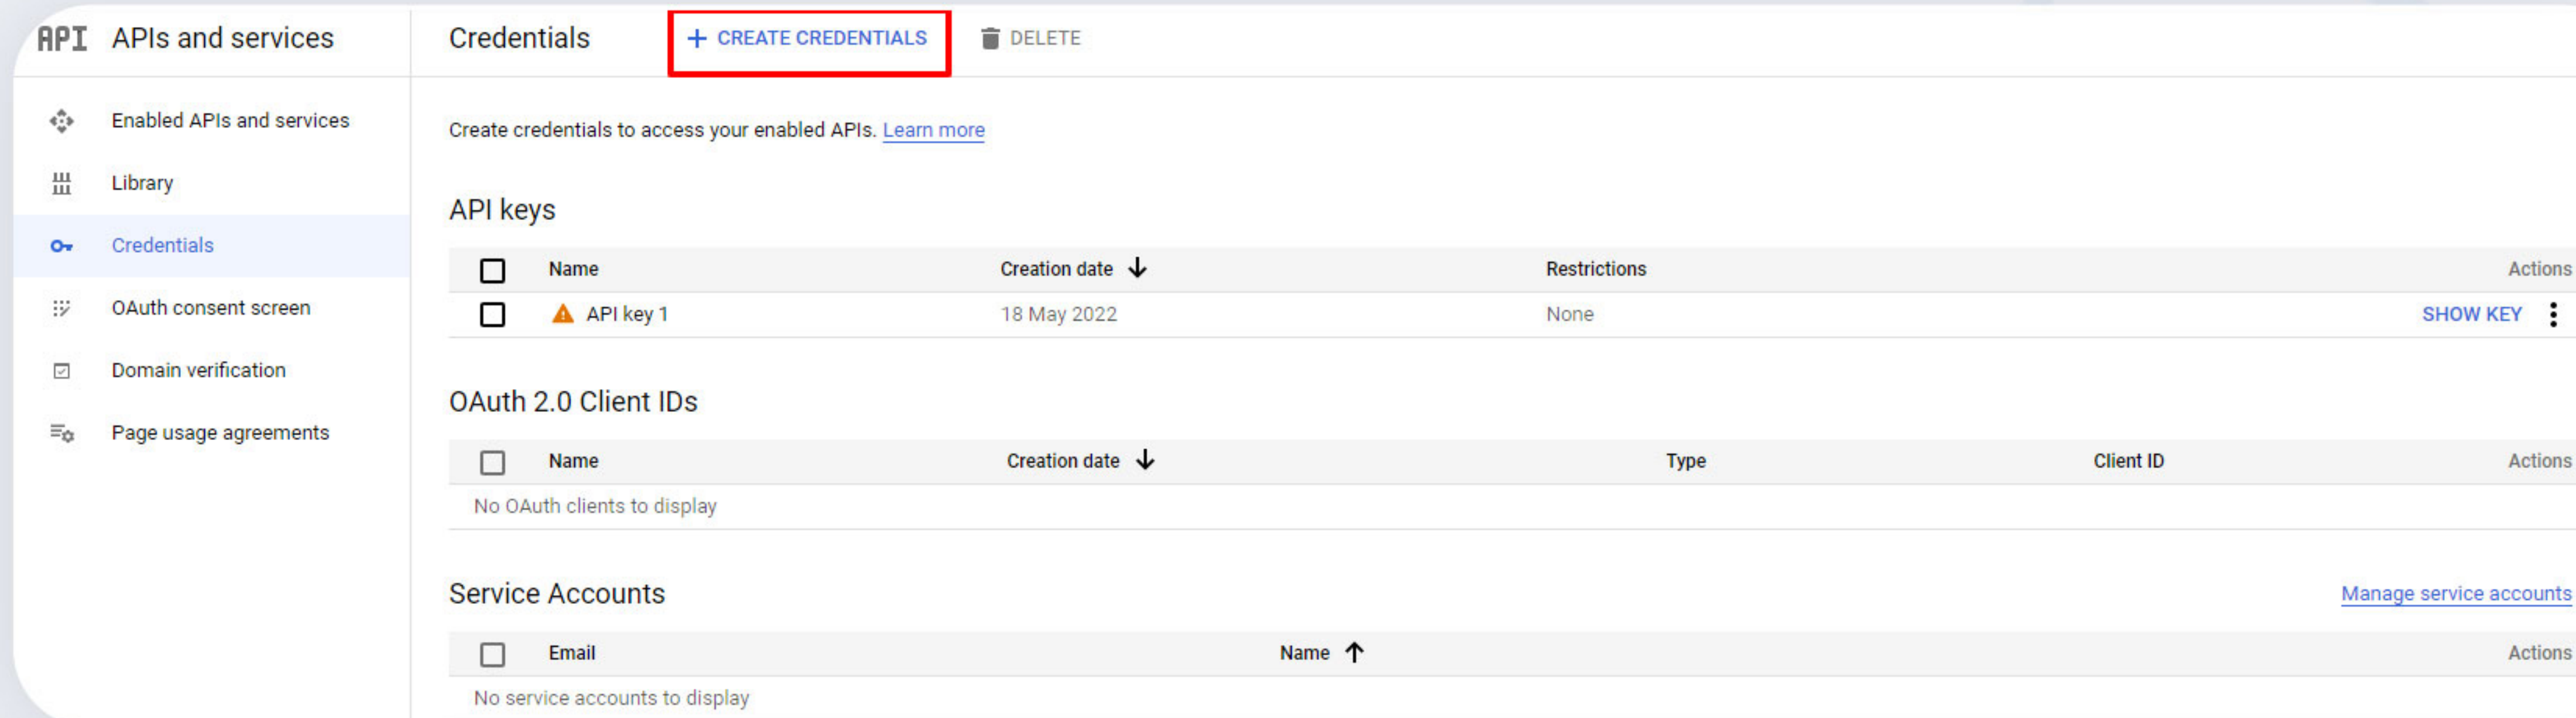 API APIs and services
Credentials
+ CREATE CREDENTIALS
DELETE
Enabled APIs and services
Library
Credentials
OAuth consent screen
Domain verification
Page usage agreements
Create credentials to access your enabled APIs. Learn more
API keys
Name Creation date Restrictions Actions
API key 1 18 May 2022 None SHOW KEY
OAuth 2.0 Client IDs
Name Creation date Type Client ID Actions
No OAuth clients to display
Service Accounts Manage service accounts
Email Name Actions
No service accounts to display